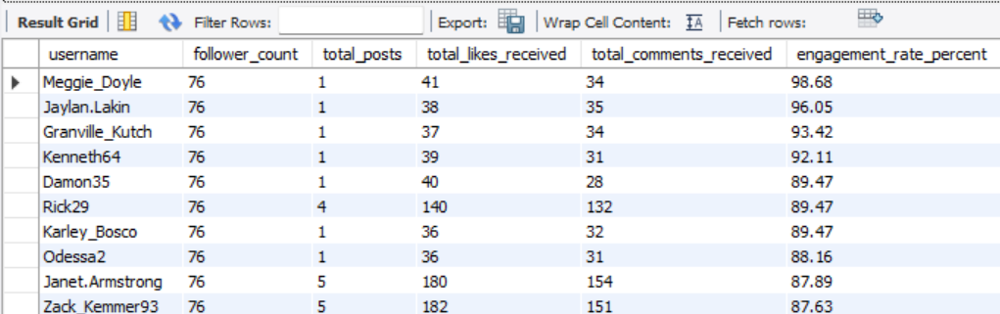 Result Grid Filter Rows: Export: Wrap Cell Content: IA Fetch rows:
username follower_count total_posts total_likes_received total_comments_received engagement_rate_percent
Meggie_Doyle 76 1 41 34 98.68
Jaylan.Lakin 76 1 38 35 96.05
Granville_Kutch 76 1 37 34 93.42
Kenneth64 76 1 39 31 92.11
Damon35 76 1 40 28 89.47
Rick29 76 4 140 132 89.47
Karley_Bosco 76 1 36 32 89.47
Odessa2 76 1 36 31 88.16
Janet.Armstrong 76 5 180 154 87.89
Zack_Kemmer93 76 5 182 151 87.63